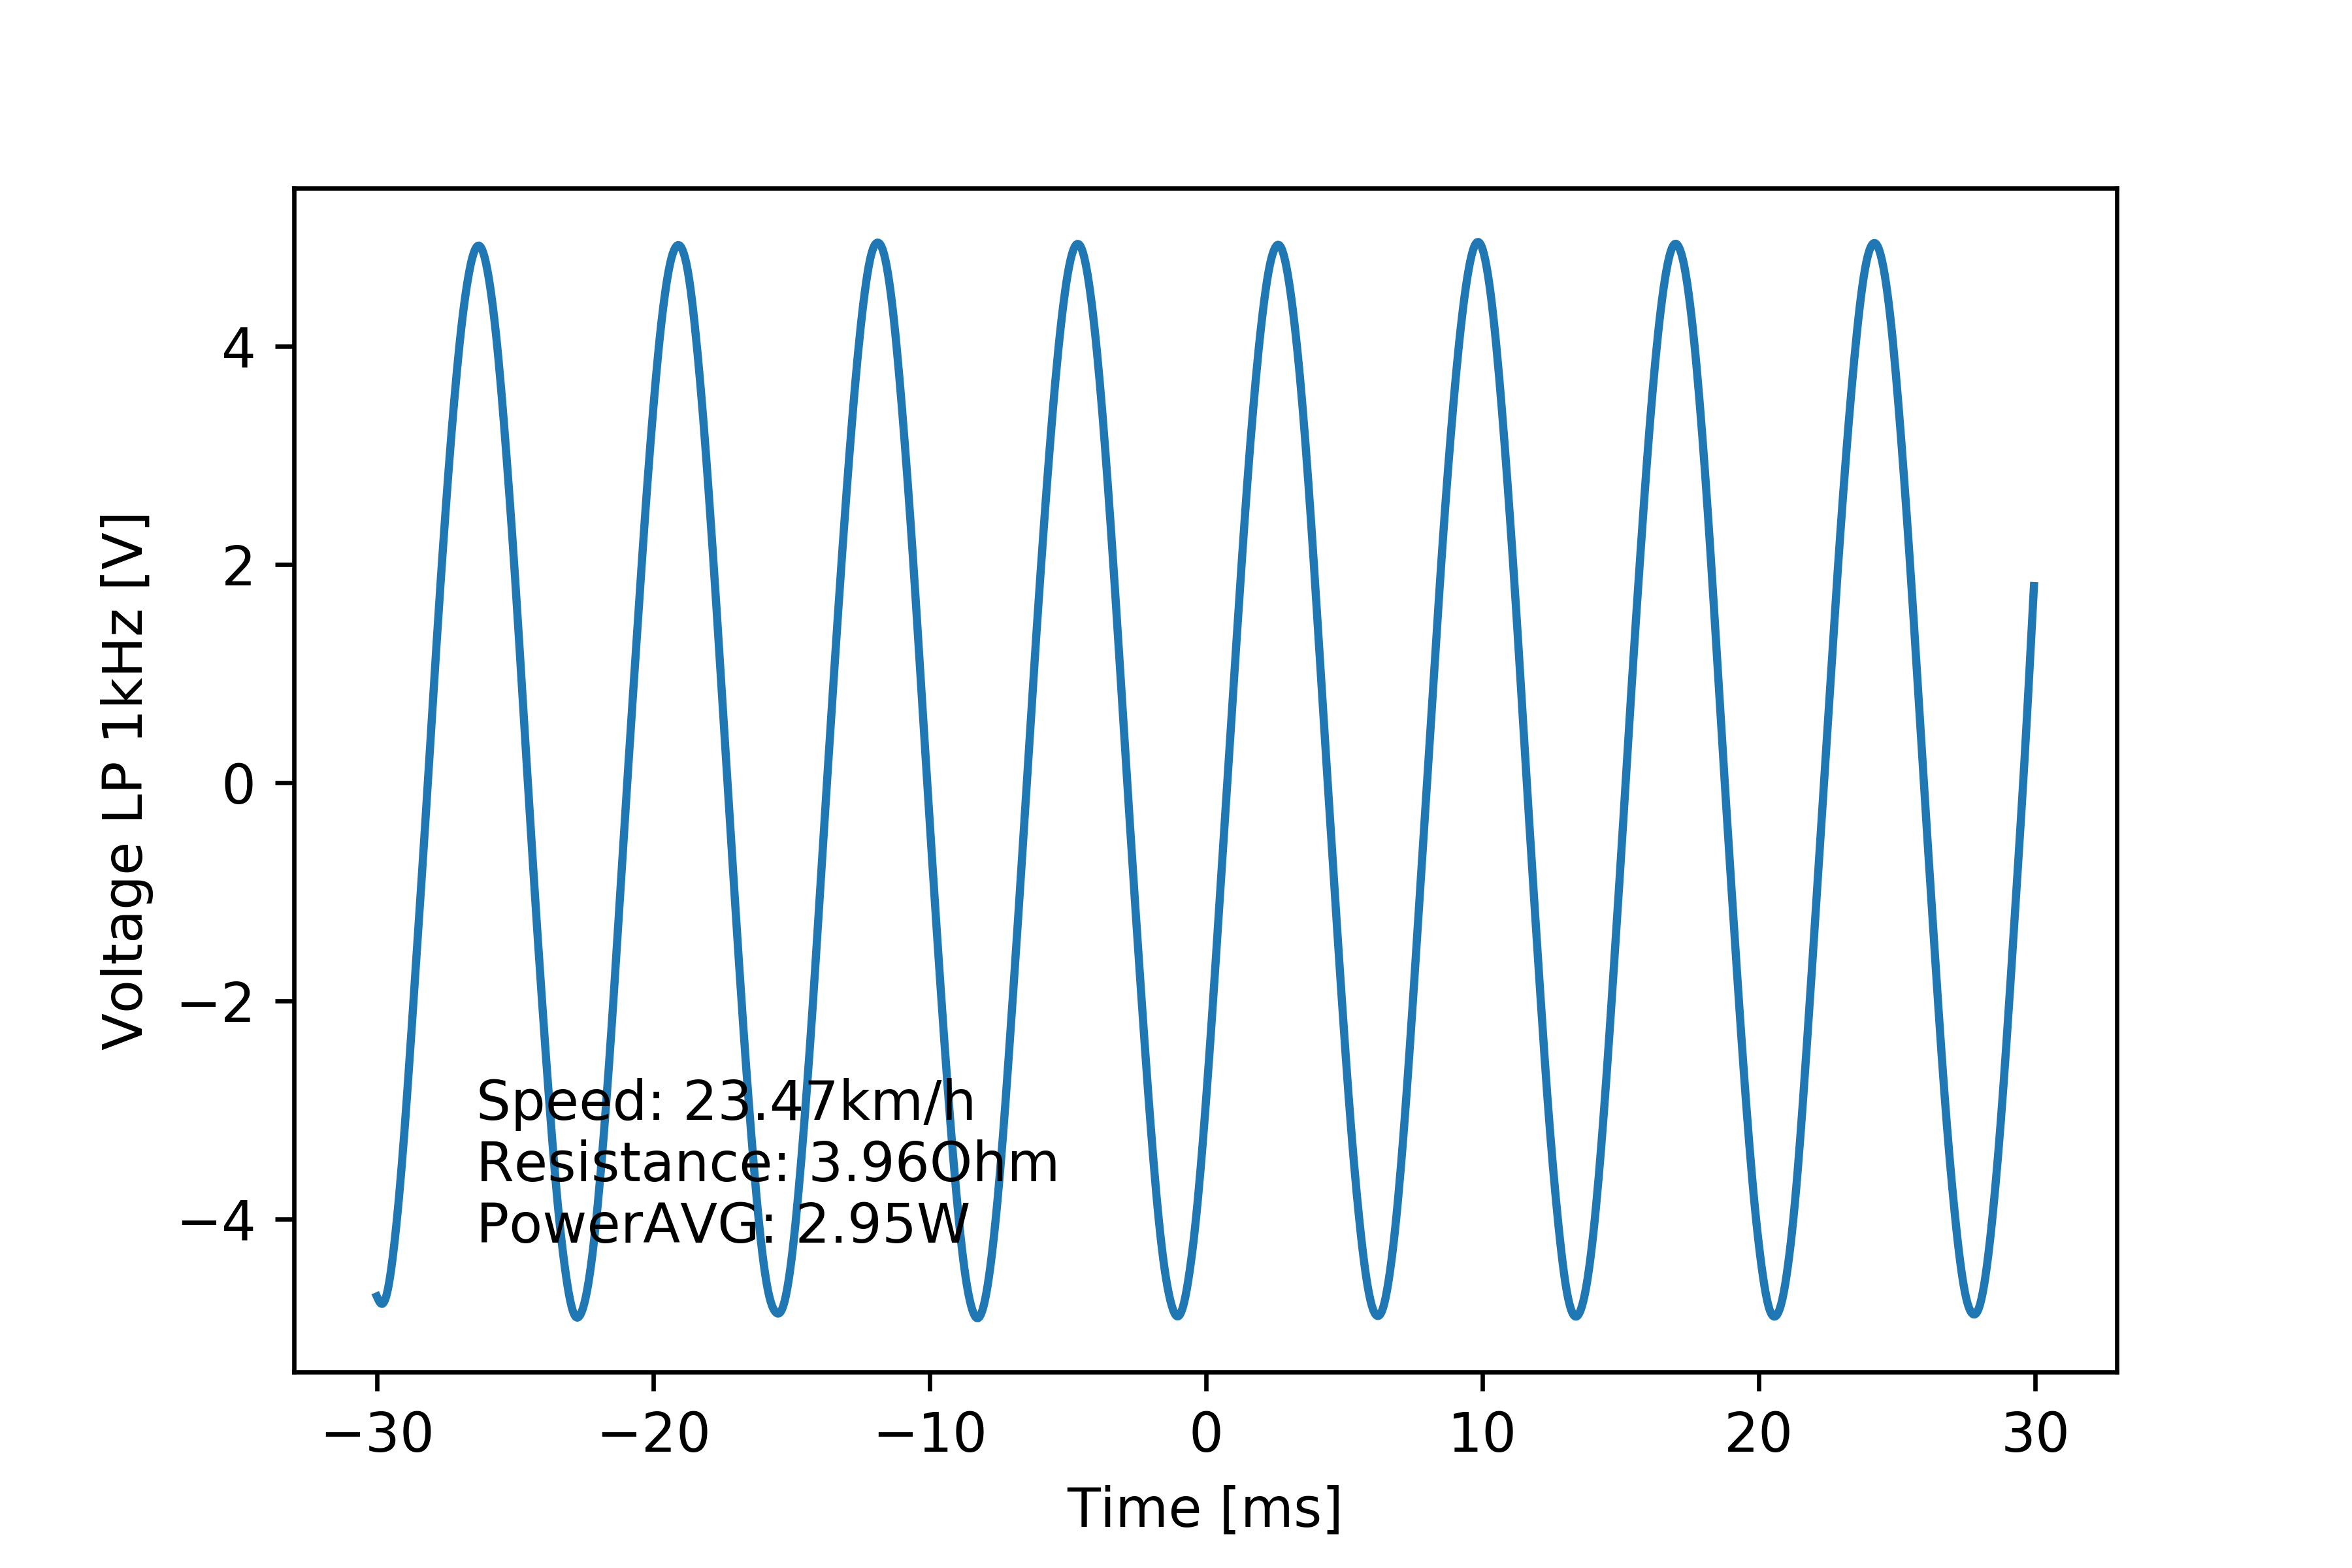 Voltage LP 1kHz [V]
4
2
0
−2
−4
Speed: 23.47km/h
Resistance: 3.96Ohm
PowerAVG: 2.95W
−30 −20 −10 0 10 20 30
Time [ms]